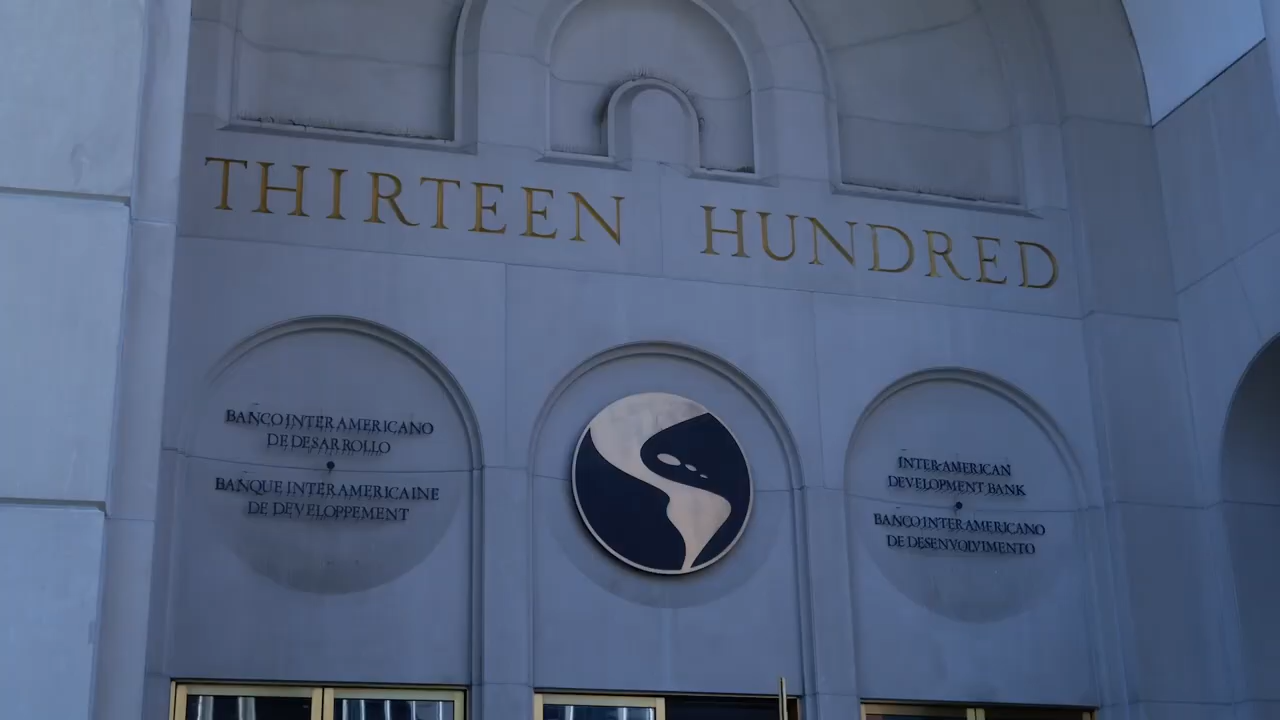 THIRTEEN HUNDRED
BANCO INTERAMERICANO
DE DESARROLLO
BANQUE INTERAMERICAINE
DE DEVELOPPEMENT
INTER-AMERICAN
DEVELOPMENT BANK
BANCO INTERAMERICANO
DE DESENVOLVIMENTO